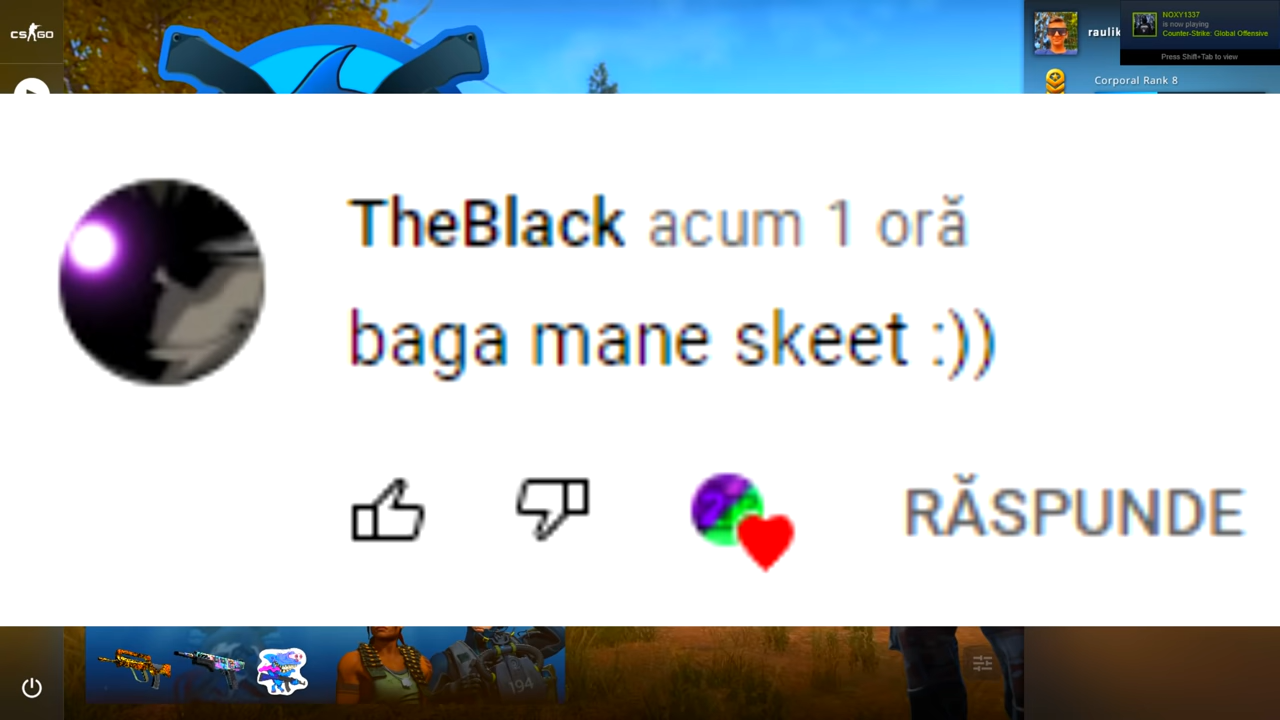 CS GO
raulik
NOXY1337
is now playing
Counter-Strike: Global Offensive
Press Shift+Tab to view
Corporal Rank 8
TheBlack acum 1 oră
baga mane skeet :))
RĂSPUNDE
194